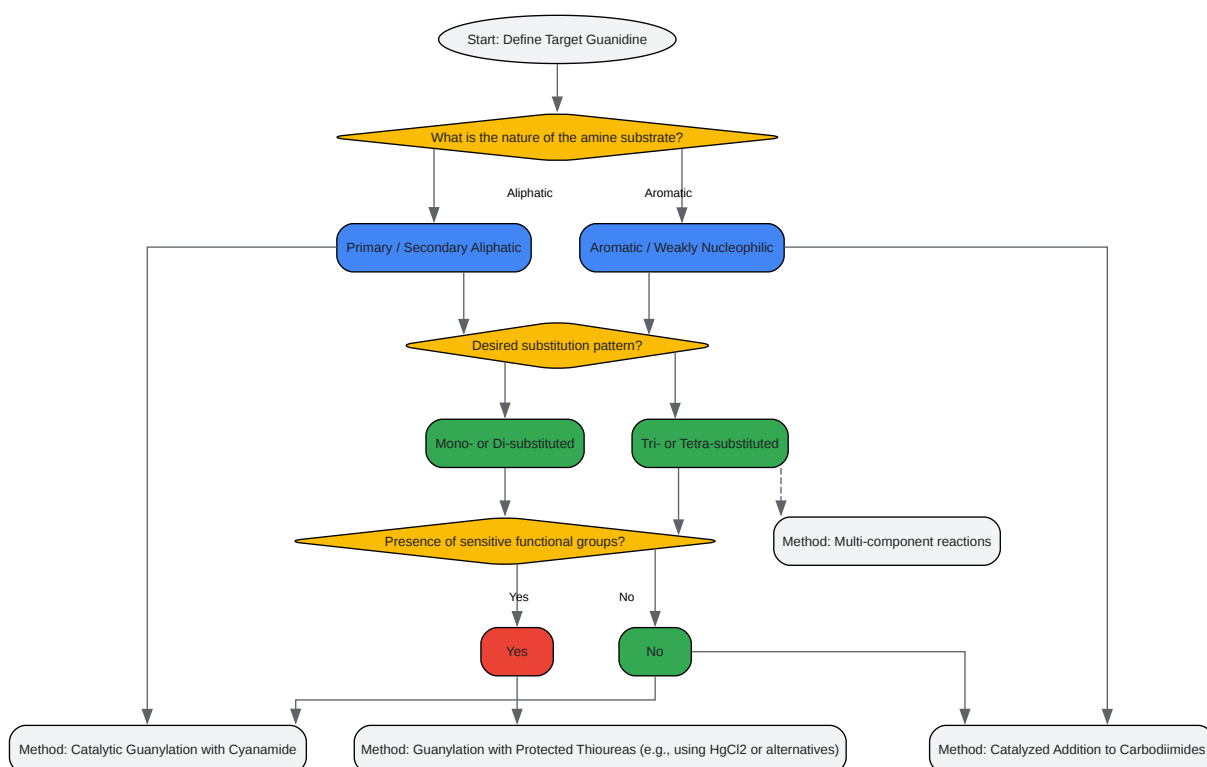 Start: Define Target Guanidine
What is the nature of the amine substrate?
Aliphatic
Aromatic
Primary / Secondary Aliphatic
Aromatic / Weakly Nucleophilic
Desired substitution pattern?
Mono- or Di-substituted
Tri- or Tetra-substituted
Presence of sensitive functional groups?
Method: Multi-component reactions
Yes
No
Yes
No
Method: Catalytic Guanylation with Cyanamide
Method: Guanylation with Protected Thioureas (e.g., using HgCl2 or alternatives)
Method: Catalyzed Addition to Carbodiimides